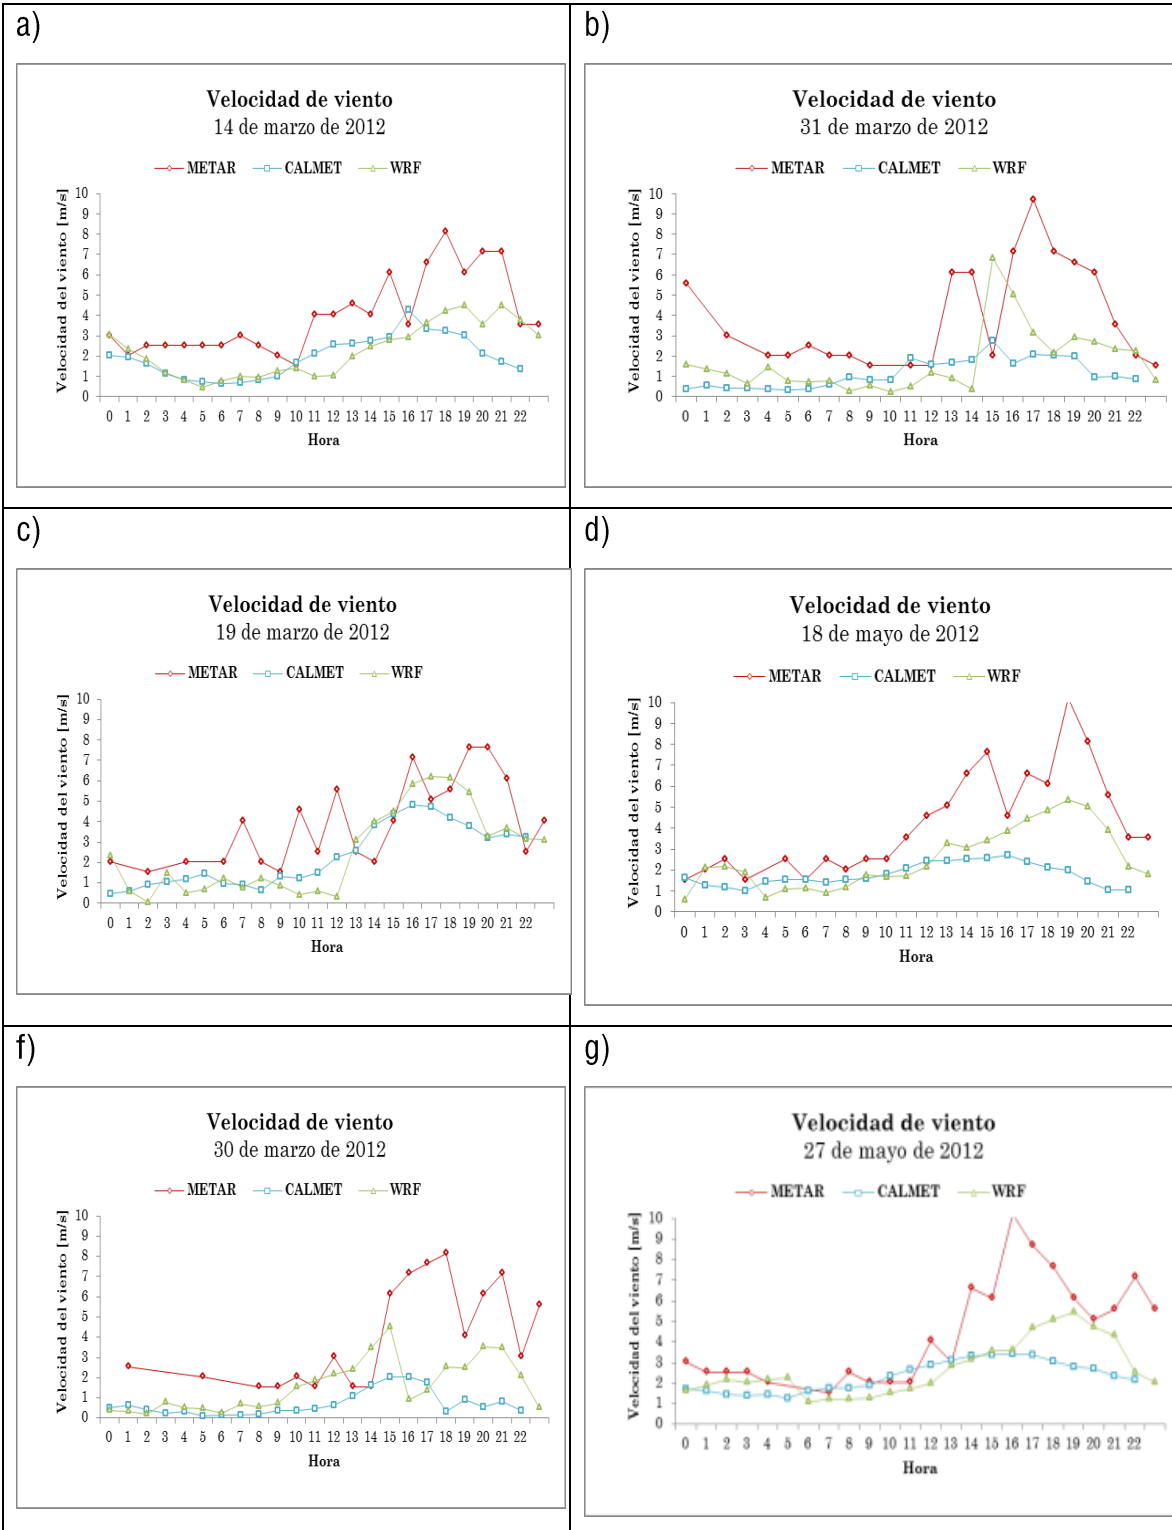 a)
Velocidad de viento
14 de marzo de 2012
METAR CALMET WRF
Velocidad del viento [m/s]
10
9
8
7
6
5
4
3
2
1
0
0 1 2 3 4 5 6 7 8 9 10 11 12 13 14 15 16 17 18 19 20 21 22
Hora
b)
Velocidad de viento
31 de marzo de 2012
METAR CALMET WRF
Velocidad del viento [m/s]
10
9
8
7
6
5
4
3
2
1
0
0 1 2 3 4 5 6 7 8 9 10 11 12 13 14 15 16 17 18 19 20 21 22
Hora
c)
Velocidad de viento
19 de marzo de 2012
METAR CALMET WRF
Velocidad del viento [m/s]
10
9
8
7
6
5
4
3
2
1
0
0 1 2 3 4 5 6 7 8 9 10 11 12 13 14 15 16 17 18 19 20 21 22
Hora
d)
Velocidad de viento
18 de mayo de 2012
METAR CALMET WRF
Velocidad del viento [m/s]
10
9
8
7
6
5
4
3
2
1
0
0 1 2 3 4 5 6 7 8 9 10 11 12 13 14 15 16 17 18 19 20 21 22
Hora
f)
Velocidad de viento
30 de marzo de 2012
METAR CALMET WRF
Velocidad del viento [m/s]
10
9
8
7
6
5
4
3
2
1
0
0 1 2 3 4 5 6 7 8 9 10 11 12 13 14 15 16 17 18 19 20 21 22
Hora
g)
Velocidad de viento
27 de mayo de 2012
METAR CALMET WRF
Velocidad del viento [m/s]
10
9
8
7
6
5
4
3
2
1
0
0 1 2 3 4 5 6 7 8 9 10 11 12 13 14 15 16 17 18 19 20 21 22
Hora